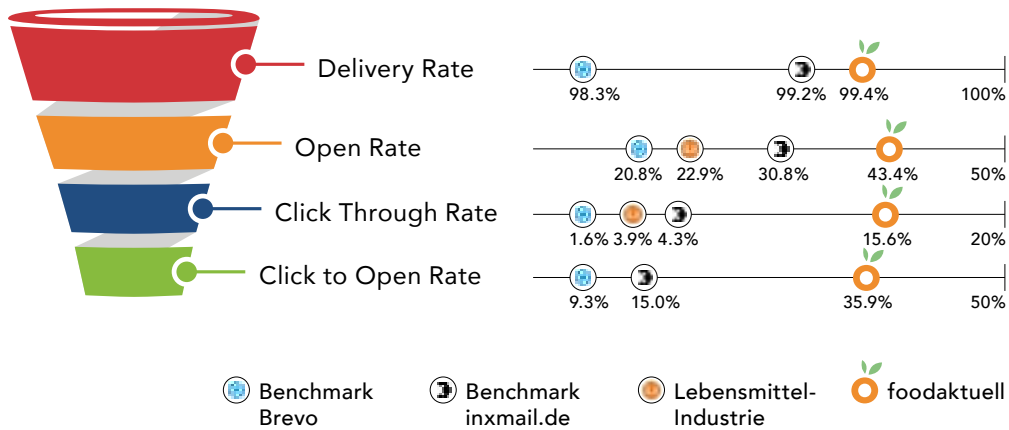 Delivery Rate
98.3% 99.2% 99.4% 100%
Open Rate
20.8% 22.9% 30.8% 43.4% 50%
Click Through Rate
1.6% 3.9% 4.3% 15.6% 20%
Click to Open Rate
9.3% 15.0% 35.9% 50%
Benchmark
Brevo
Benchmark
inxmail.de
Lebensmittel-
Industrie
foodaktuell